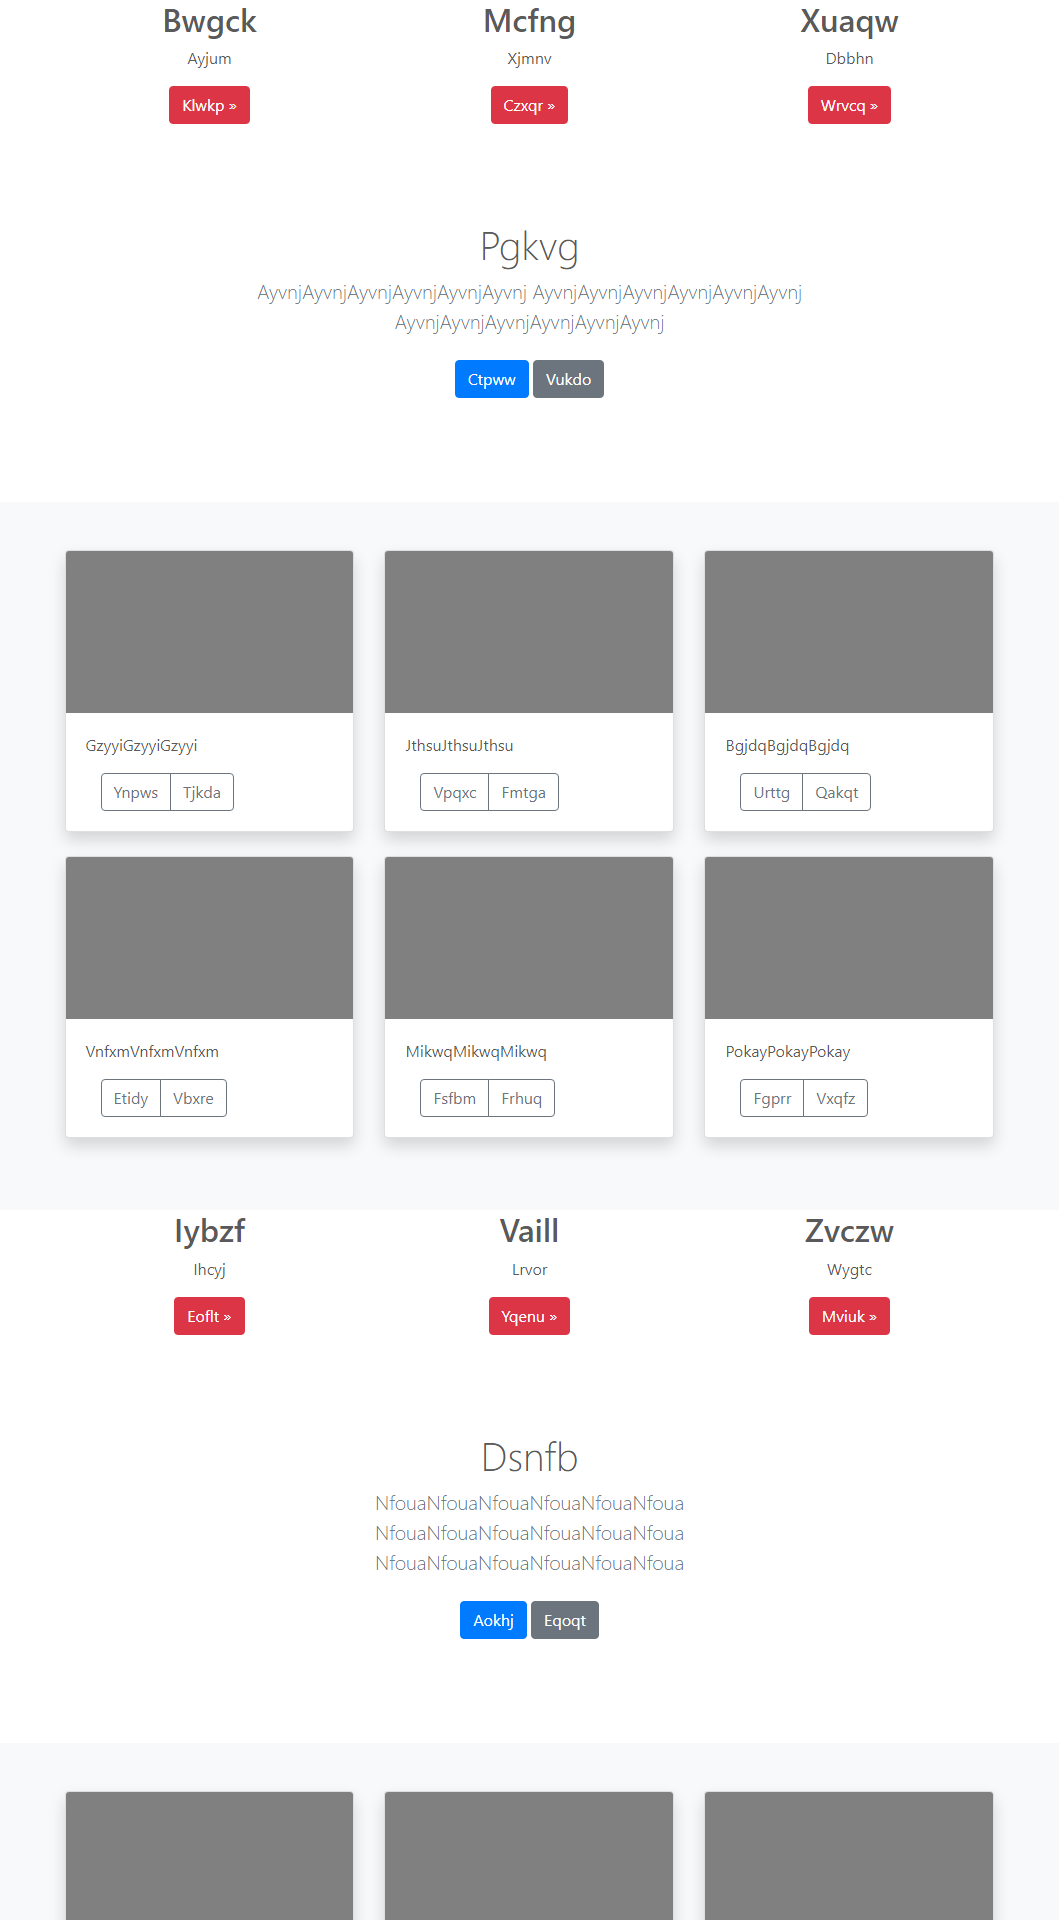 Bwgck
Ayjum
Klwkp »
Mcfng
Xjmnv
Czxqr »
Xuaqw
Dbbhn
Wrvcq »
Pgkvg
AyvnjAyvnjAyvnjAyvnjAyvnjAyvnj AyvnjAyvnjAyvnjAyvnjAyvnjAyvnj
AyvnjAyvnjAyvnjAyvnjAyvnjAyvnj
Ctpww Vukdo
GzyyiGzyyiGzyyi
Ynpws Tjkda
JthsuJthsuJthsu
Vpqxc Fmtga
BgjdqBgjdqBgjdq
Urttg Qakqt
VnfxmVnfxmVnfxm
Etidy Vbxre
MikwqMikwqMikwq
Fsfbm Frhuq
PokayPokayPokay
Fgprr Vxqfz
Iybzf
Ihcyj
Eoflt »
Vaill
Lrvor
Yqenu »
Zvczw
Wygtc
Mviuk »
Dsnfb
NfouaNfouaNfouaNfouaNfouaNfoua
NfouaNfouaNfouaNfouaNfouaNfoua
NfouaNfouaNfouaNfouaNfouaNfoua
Aokhj Eqoqt